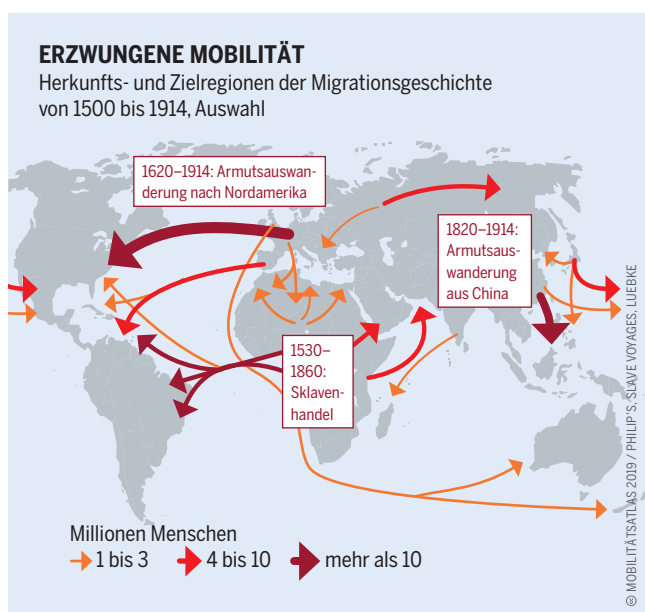 ERZWUNGENE MOBILITÄT
Herkunfts- und Zielregionen der Migrationsgeschichte
von 1500 bis 1914, Auswahl
1620–1914: Armutsauswan-
derung nach Nordamerika
1820–1914:
Armutsaus-
wanderung
aus China
1530–
1860:
Sklaven-
handel
Millionen Menschen
1 bis 3
4 bis 10
mehr als 10
© MOBILITÄTSATLAS 2019 / PHILIP'S, SLAVE VOYAGES, LUEBKE